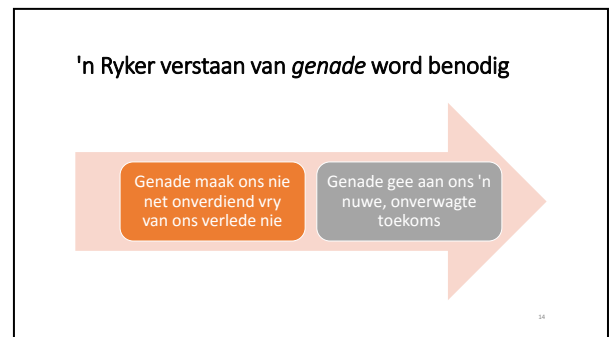 'n Ryker verstaan van genade word benodig
Genade maak ons nie
net onverdiend vry
van ons verlede nie
Genade gee aan ons 'n
nuwe, onverwagte
toekoms
14